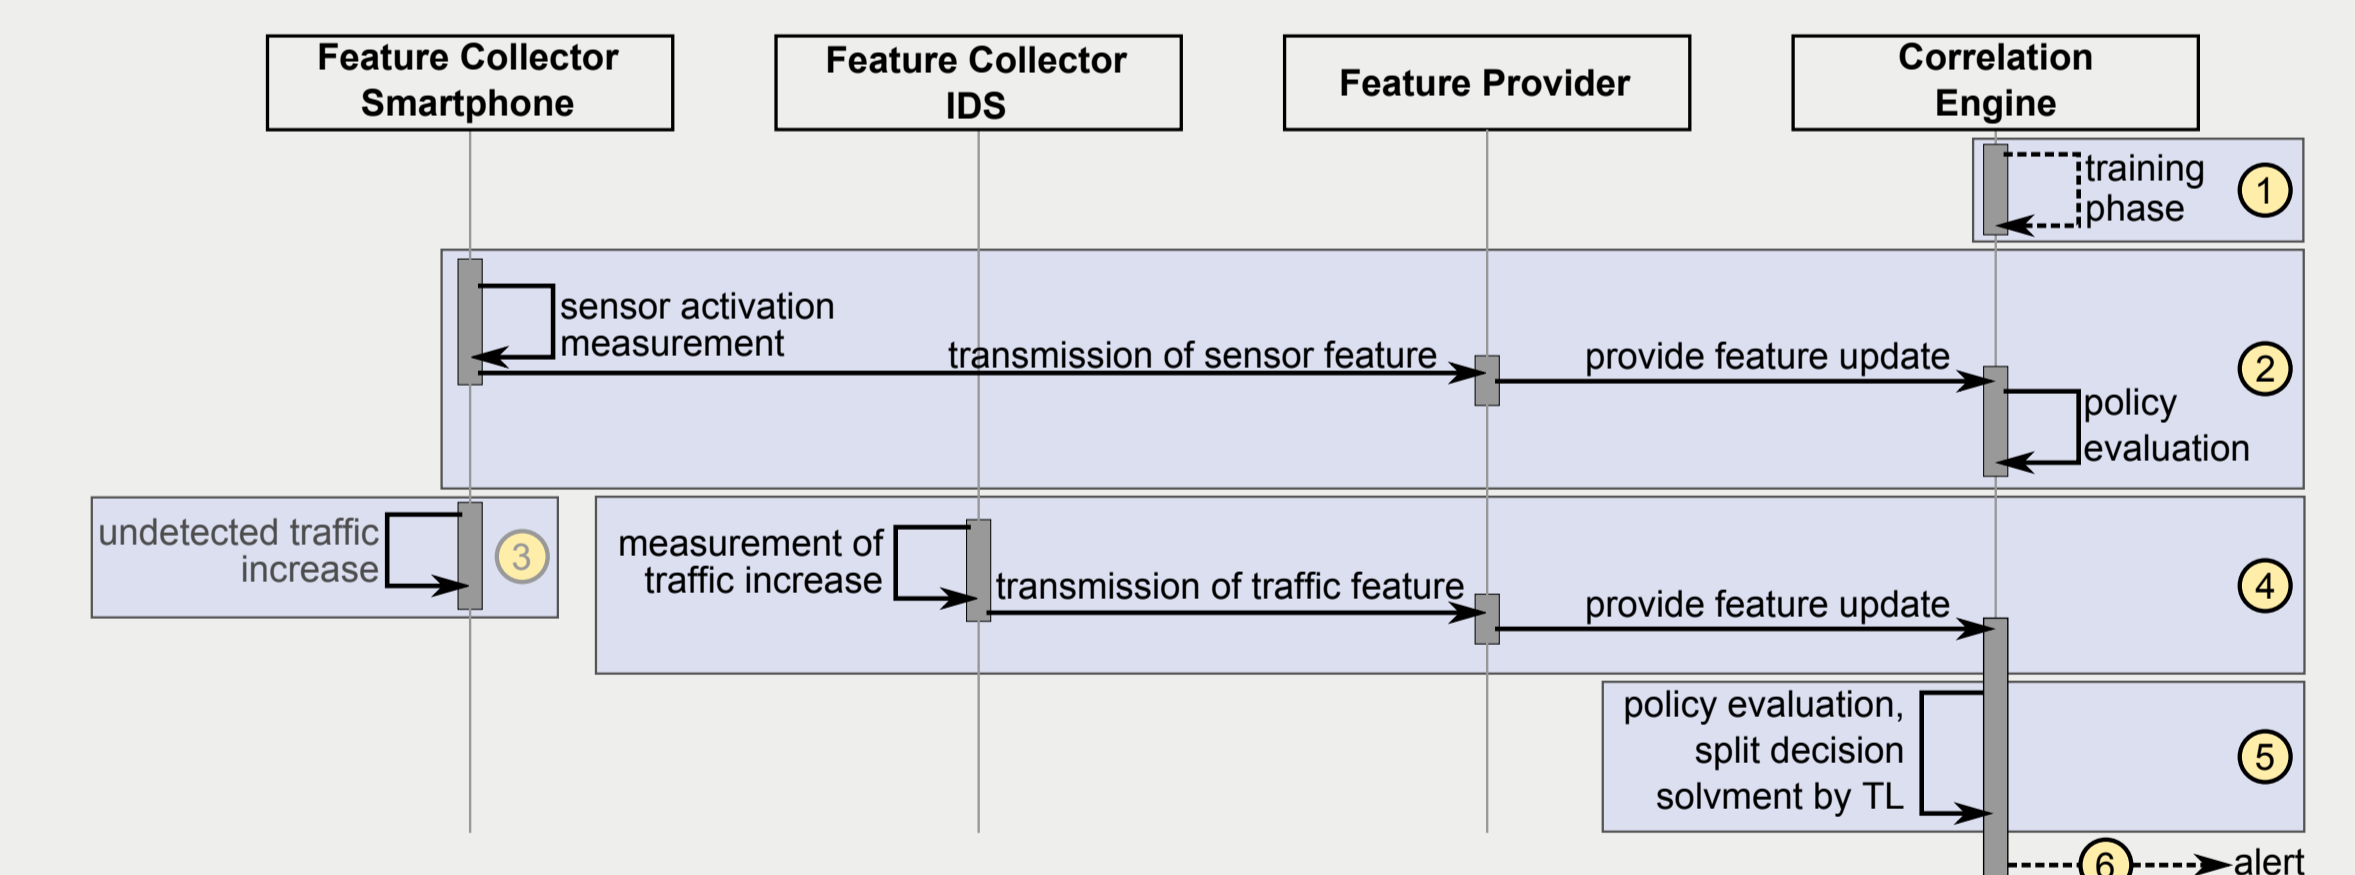 Feature Collector
Smartphone
Feature Collector
IDS
Feature Provider
Correlation
Engine
training
phase
1
sensor activation
measurement
transmission of sensor feature
provide feature update
2
policy
evaluation
undetected traffic
increase
3
measurement of
traffic increase
transmission of traffic feature
provide feature update
4
policy evaluation,
split decision
solvment by TL
5
6
alert